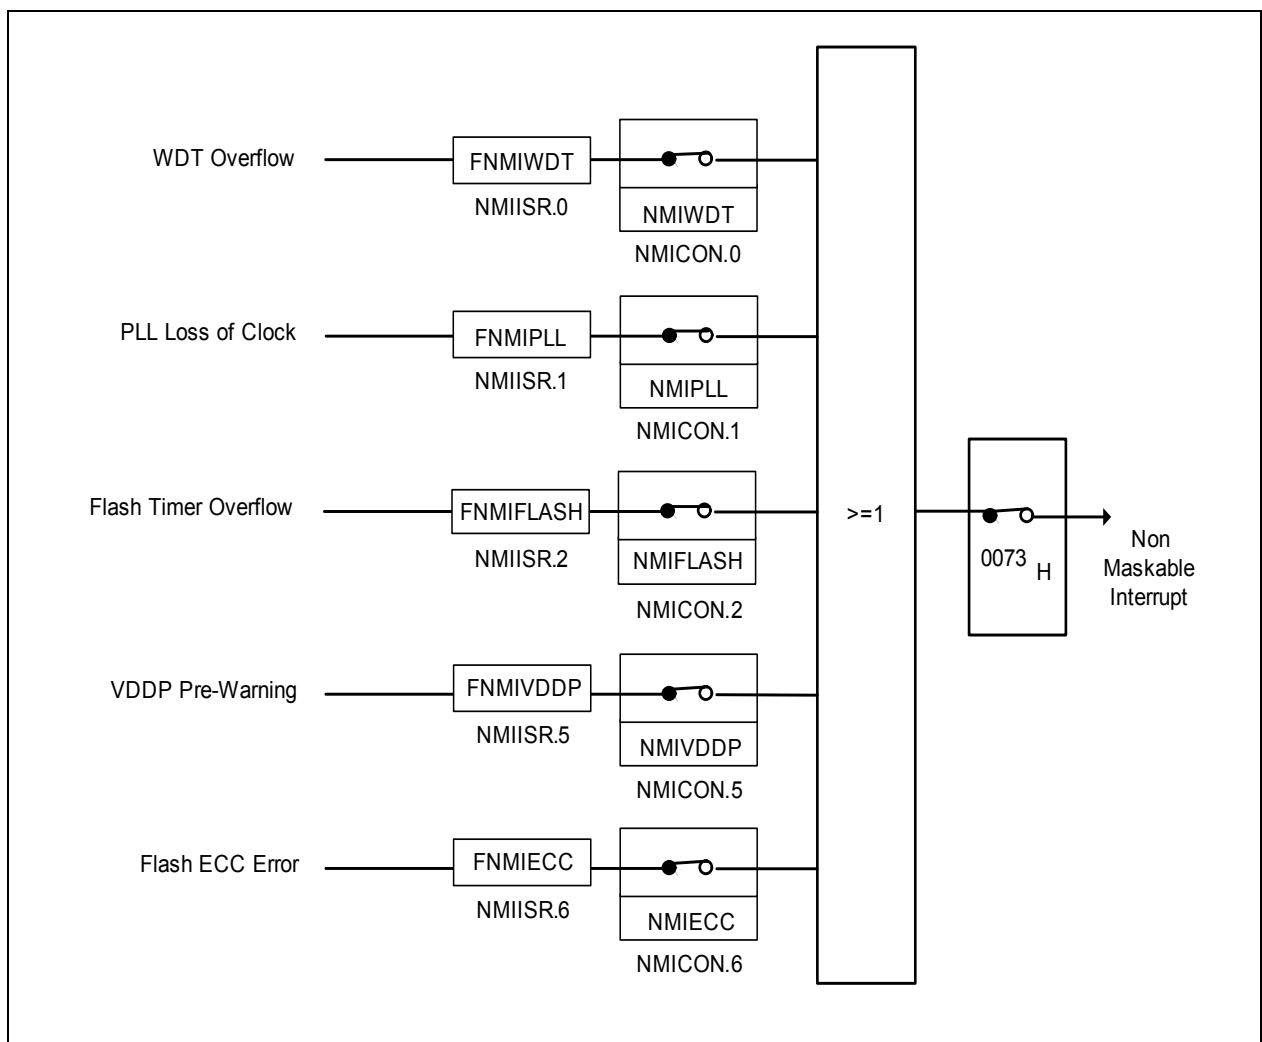 WDT Overflow
FNMIWDT
NMIISR.0
NMIWDT
NMICON.0
PLL Loss of Clock
FNMIPLL
NMIISR.1
NMIPLL
NMICON.1
Flash Timer Overflow
FNMIFLASH
NMIISR.2
NMIFLASH
NMICON.2
VDDP Pre-Warning
FNMIVDDP
NMIISR.5
NMIVDDP
NMICON.5
Flash ECC Error
FNMIECC
NMIISR.6
NMIECC
NMICON.6
>=1
0073 H
Non
Maskable
Interrupt